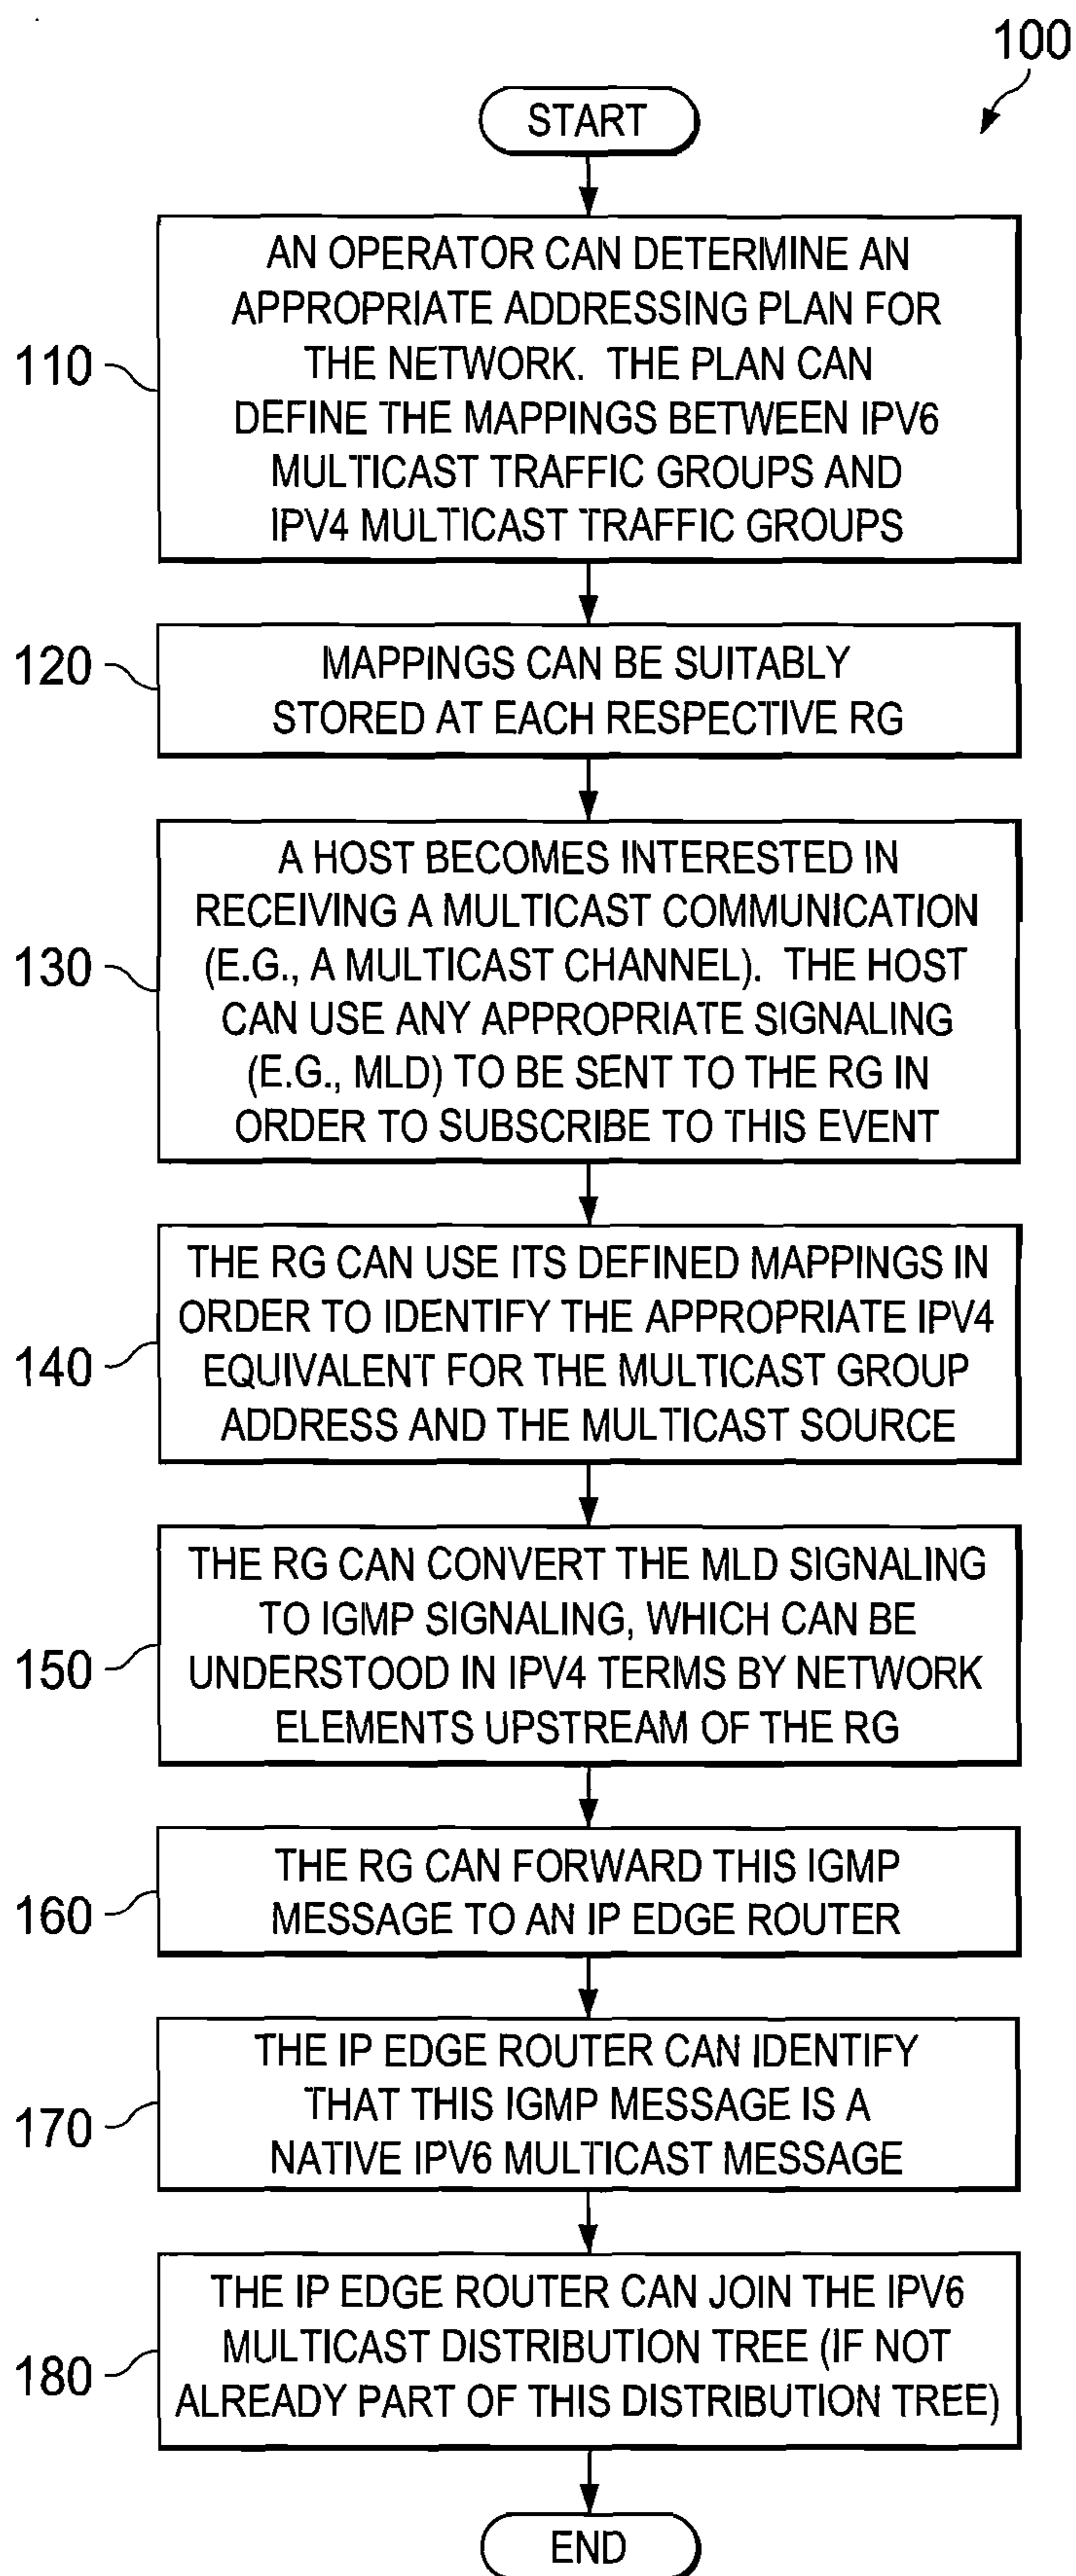 100
START
110
AN OPERATOR CAN DETERMINE AN
APPROPRIATE ADDRESSING PLAN FOR
THE NETWORK. THE PLAN CAN
DEFINE THE MAPPINGS BETWEEN IPV6
MULTICAST TRAFFIC GROUPS AND
IPV4 MULTICAST TRAFFIC GROUPS
120
MAPPINGS CAN BE SUITABLY
STORED AT EACH RESPECTIVE RG
130
A HOST BECOMES INTERESTED IN
RECEIVING A MULTICAST COMMUNICATION
(E.G., A MULTICAST CHANNEL). THE HOST
CAN USE ANY APPROPRIATE SIGNALING
(E.G., MLD) TO BE SENT TO THE RG IN
ORDER TO SUBSCRIBE TO THIS EVENT
140
THE RG CAN USE ITS DEFINED MAPPINGS IN
ORDER TO IDENTIFY THE APPROPRIATE IPV4
EQUIVALENT FOR THE MULTICAST GROUP
ADDRESS AND THE MULTICAST SOURCE
150
THE RG CAN CONVERT THE MLD SIGNALING
TO IGMP SIGNALING, WHICH CAN BE
UNDERSTOOD IN IPV4 TERMS BY NETWORK
ELEMENTS UPSTREAM OF THE RG
160
THE RG CAN FORWARD THIS IGMP
MESSAGE TO AN IP EDGE ROUTER
170
THE IP EDGE ROUTER CAN IDENTIFY
THAT THIS IGMP MESSAGE IS A
NATIVE IPV6 MULTICAST MESSAGE
180
THE IP EDGE ROUTER CAN JOIN THE IPV6
MULTICAST DISTRIBUTION TREE (IF NOT
ALREADY PART OF THIS DISTRIBUTION TREE)
END